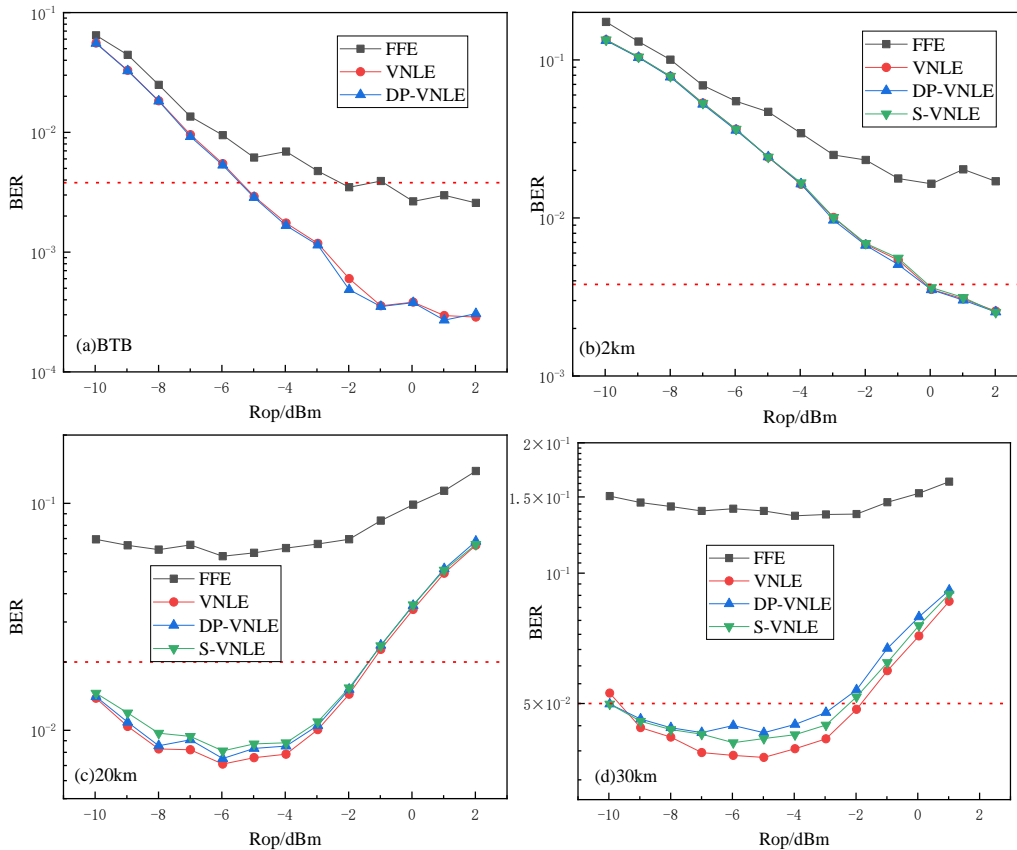 10⁻¹
10⁻²
10⁻³
10⁻⁴
BER
FFE
VNLE
DP-VNLE
(a)BTB
-10 -8 -6 -4 -2 0 2
Rop/dBm
10⁻¹
10⁻²
10⁻³
BER
FFE
VNLE
DP-VNLE
S-VNLE
(b)2km
-10 -8 -6 -4 -2 0 2
Rop/dBm
10⁻¹
10⁻²
BER
FFE
VNLE
DP-VNLE
S-VNLE
(c)20km
-10 -8 -6 -4 -2 0 2
Rop/dBm
2×10⁻¹
1.5×10⁻¹
10⁻¹
5×10⁻²
BER
FFE
VNLE
DP-VNLE
S-VNLE
(d)30km
-10 -8 -6 -4 -2 0 2
Rop/dBm